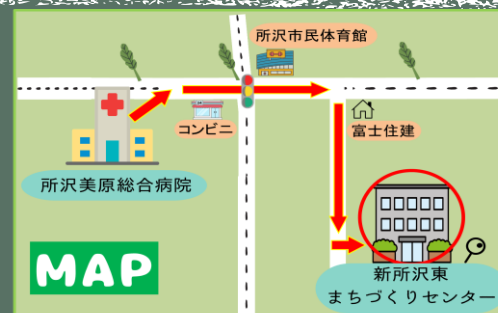 所沢市民体育館
コンビニ
富士住建
所沢美原総合病院
MAP
新所沢東
まちづくりセンター